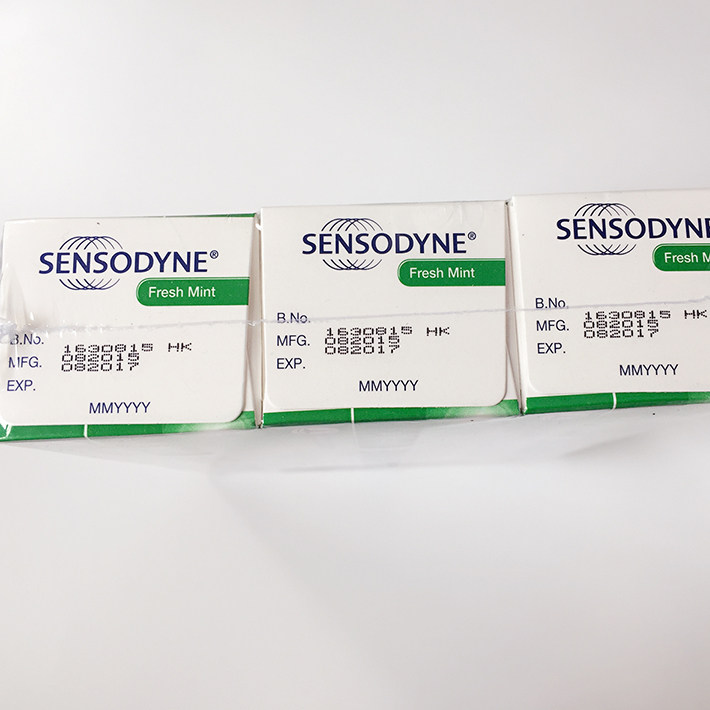 SENSODYNE®
Fresh Mint
B.No. 1630815 HK
MFG. 082015
EXP. 082017
MMYYYY
SENSODYNE®
Fresh Mint
B.No. 1630815 HK
MFG. 082015
EXP. 082017
MMYYYY
SENSODYNE
Fresh M
B.No. 1630815 HK
MFG. 082015
EXP. 082017
MMYYYY